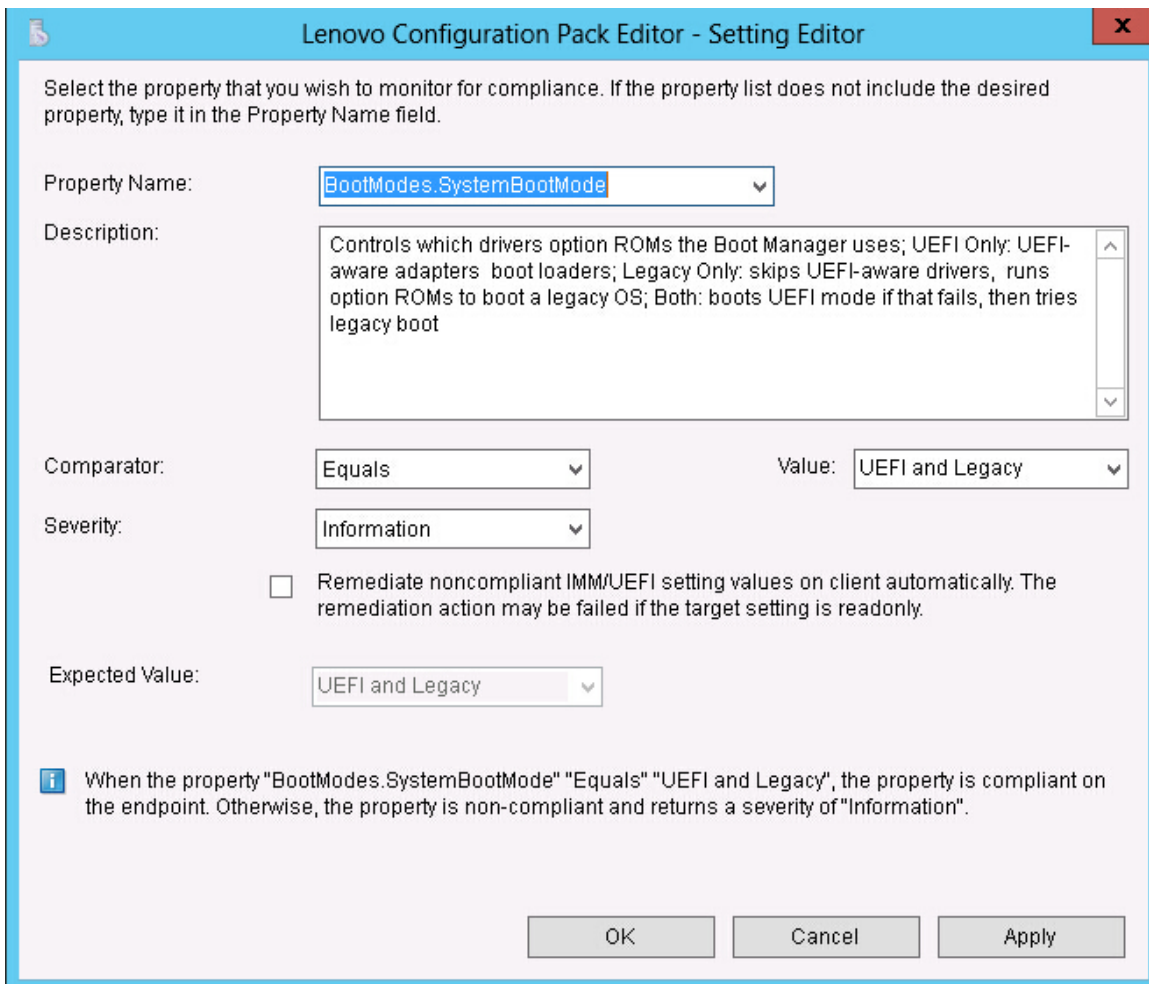 Lenovo Configuration Pack Editor - Setting Editor
x
Select the property that you wish to monitor for compliance. If the property list does not include the desired
property, type it in the Property Name field.
Property Name:
BootModes.SystemBootMode
Description:
Controls which drivers option ROMs the Boot Manager uses; UEFI Only: UEFI-
aware adapters  boot loaders; Legacy Only: skips UEFI-aware drivers,  runs
option ROMs to boot a legacy OS; Both: boots UEFI mode if that fails, then tries
legacy boot
Comparator:
Equals
Value:
UEFI and Legacy
Severity:
Information
Remediate noncompliant IMM/UEFI setting values on client automatically. The
remediation action may be failed if the target setting is readonly.
Expected Value:
UEFI and Legacy
When the property "BootModes.SystemBootMode" "Equals" "UEFI and Legacy", the property is compliant on
the endpoint. Otherwise, the property is non-compliant and returns a severity of "Information".
OK
Cancel
Apply